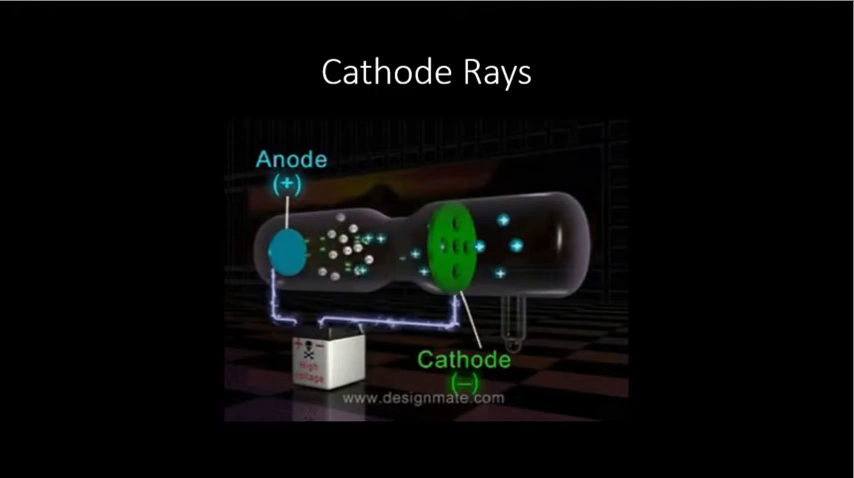 Cathode Rays
Anode
(+)
+ −
High
voltage
Cathode
(−)
www.designmate.com